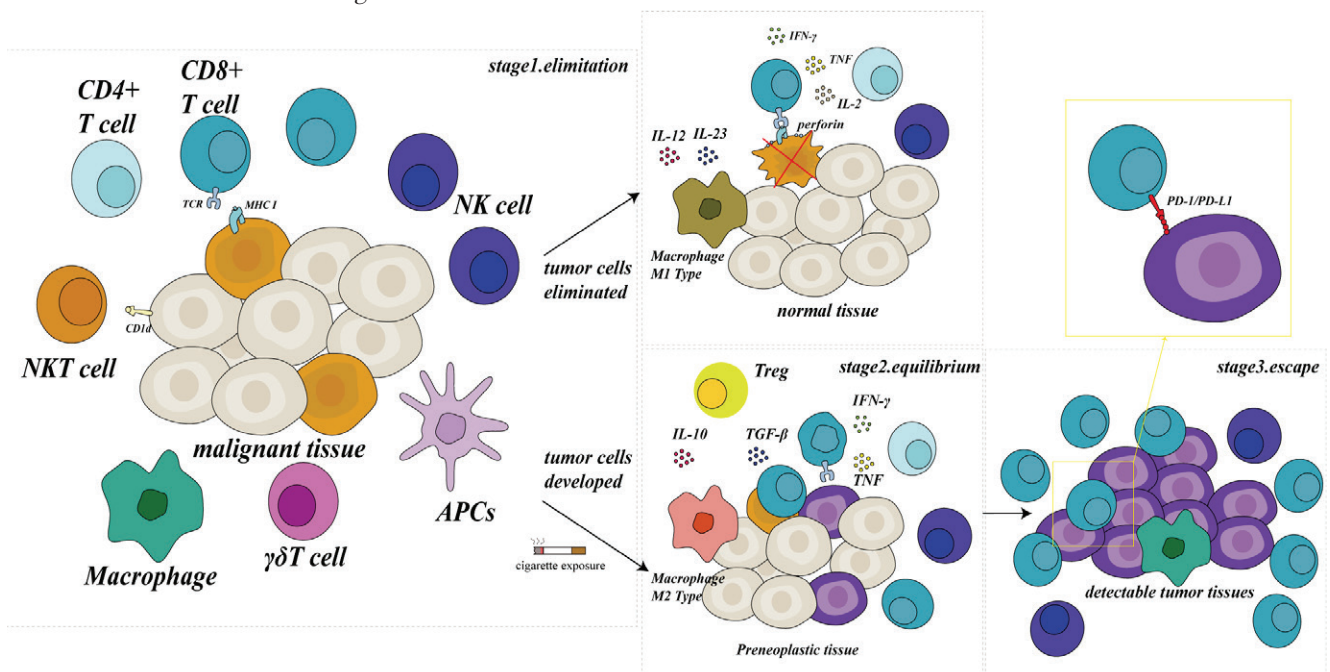 stage1.elimitation
CD4+
T cell
CD8+
T cell
TCR
MHC I
NK cell
CD1d
NKT cell
malignant tissue
APCs
Macrophage
γδT cell
tumor cells
eliminated
tumor cells
developed
cigarette exposure
IFN-γ
TNF
IL-2
perforin
IL-12
IL-23
Macrophage
M1 Type
normal tissue
stage2.equilibrium
Treg
IFN-γ
IL-10
TGF-β
TNF
Macrophage
M2 Type
Preneoplastic tissue
PD-1/PD-L1
stage3.escape
detectable tumor tissues